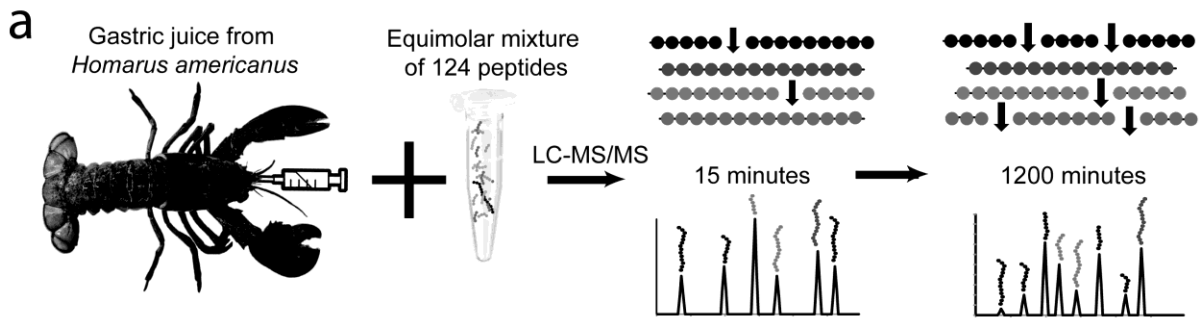 a
Gastric juice from
Homarus americanus
Equimolar mixture
of 124 peptides
LC-MS/MS
15 minutes
1200 minutes